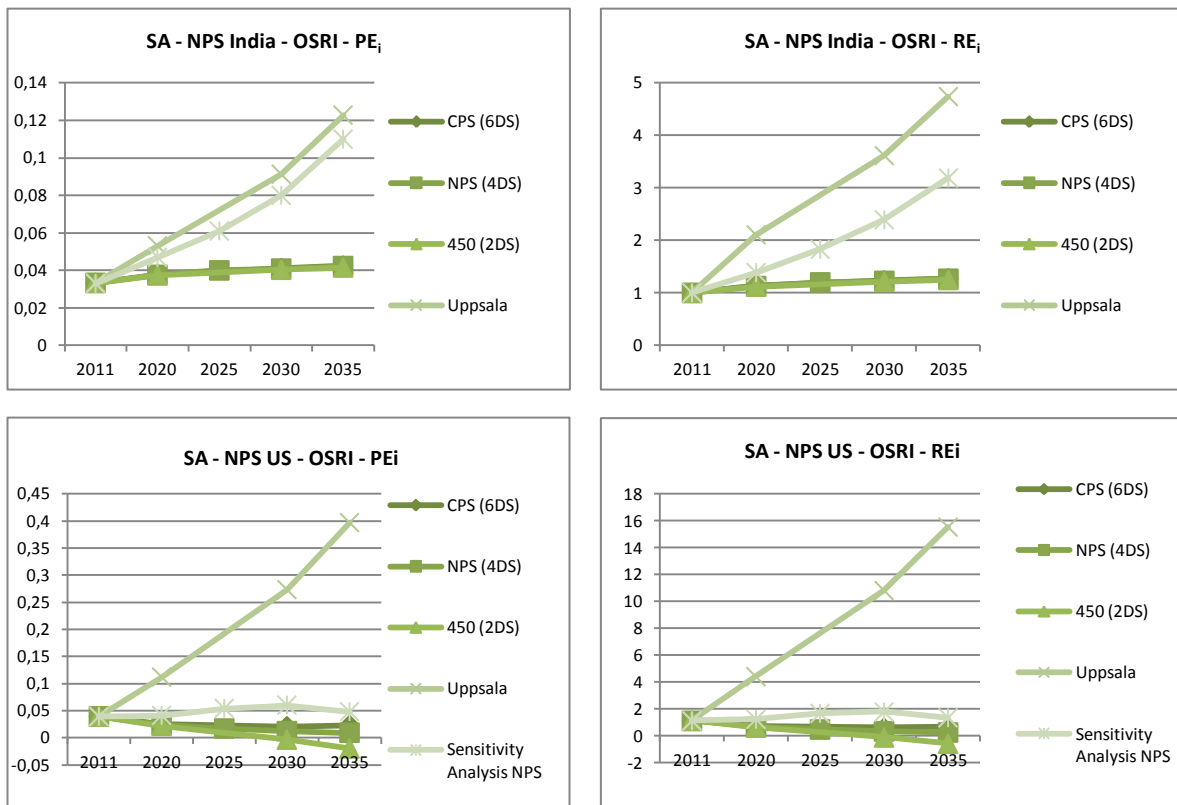 SA - NPS India - OSRI - PEi
0,14
0,12
0,1
0,08
0,06
0,04
0,02
0
2011 2020 2025 2030 2035
CPS (6DS)
NPS (4DS)
450 (2DS)
Uppsala
SA - NPS India - OSRI - REi
5
4
3
2
1
0
2011 2020 2025 2030 2035
CPS (6DS)
NPS (4DS)
450 (2DS)
Uppsala
SA - NPS US - OSRI - PEi
0,45
0,4
0,35
0,3
0,25
0,2
0,15
0,1
0,05
0
-0,05
2011 2020 2025 2030 2035
CPS (6DS)
NPS (4DS)
450 (2DS)
Uppsala
Sensitivity
Analysis NPS
SA - NPS US - OSRI - REi
18
16
14
12
10
8
6
4
2
0
-2
2011 2020 2025 2030 2035
CPS (6DS)
NPS (4DS)
450 (2DS)
Uppsala
Sensitivity
Analysis NPS